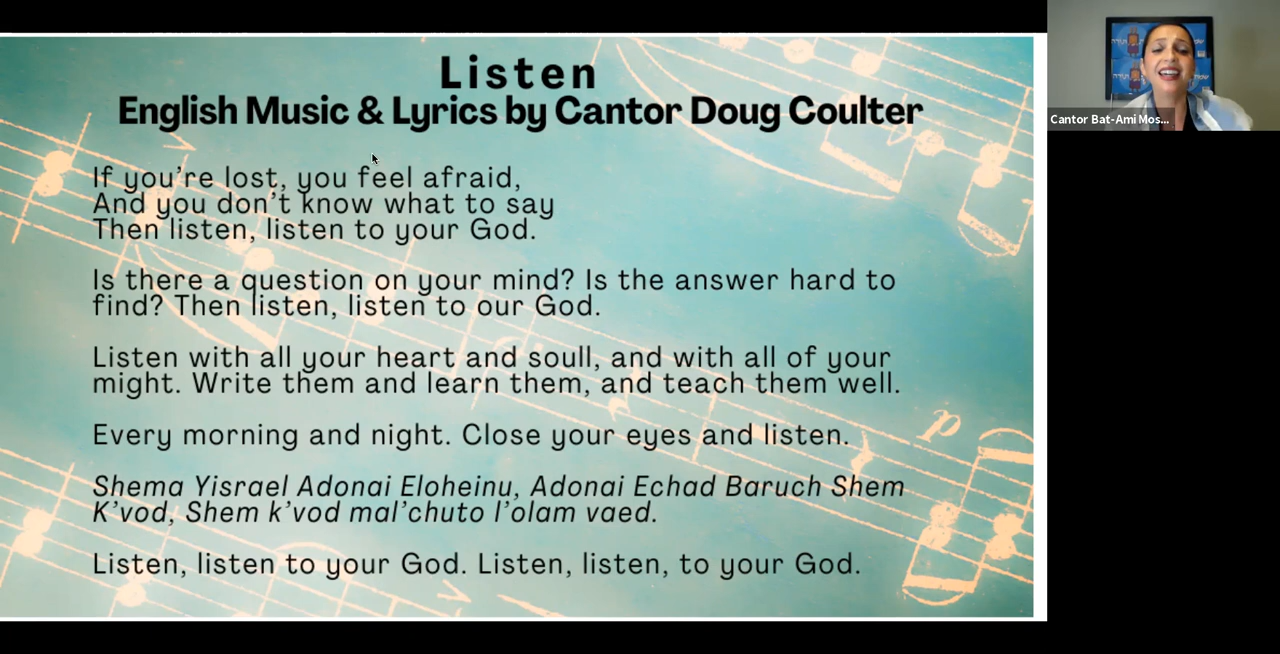 Listen
English Music & Lyrics by Cantor Doug Coulter
If you're lost, you feel afraid,
And you don't know what to say
Then listen, listen to your God.
Is there a question on your mind? Is the answer hard to
find? Then listen, listen to our God.
Listen with all your heart and soull, and with all of your
might. Write them and learn them, and teach them well.
Every morning and night. Close your eyes and listen.
Shema Yisrael Adonai Eloheinu, Adonai Echad Baruch Shem
K'vod, Shem k'vod mal'chuto l'olam vaed.
Listen, listen to your God. Listen, listen, to your God.
p
Cantor Bat-Ami Mos...